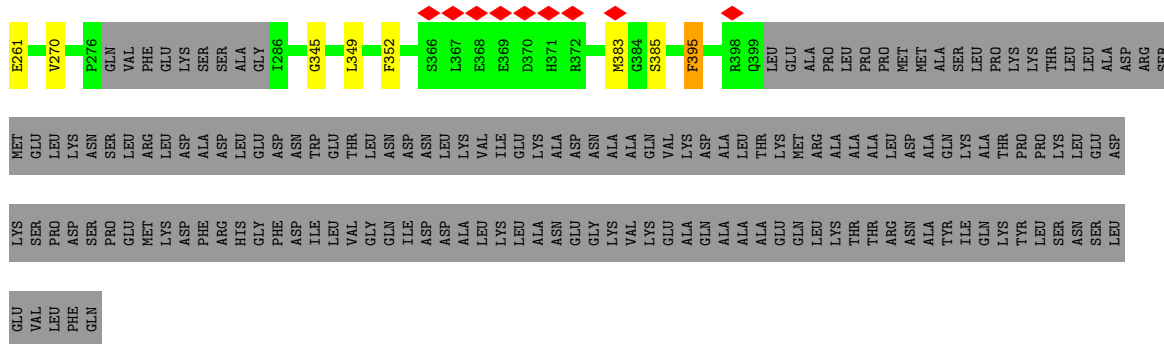 E261 V270 P276 GLN VAL PHE GLU LYS SER SER ALA GLY I286 G345 L349 F352 S366 L367 E368 E369 D370 H371 R372 M383 G384 S385 F395 R398 Q399 LEU GLU ALA PRO LEU PRO PRO MET MET ALA SER LEU PRO LYS LYS THR LEU LEU ALA ASP ARG SER
MET GLU LEU LYS ASN SER LEU ARG LEU ASP ALA ASP LEU GLU ASP ASN TRP GLU THR LEU ASN ASP ASN LEU LYS VAL ILE GLU LYS ALA ASP ASN ALA ALA GLN VAL LYS ASP ALA LEU THR LYS MET ARG ALA ALA ALA LEU ASP ALA GLN LYS ALA THR PRO PRO LYS LEU GLU ASP
LYS SER PRO ASP SER PRO GLU MET LYS ASP PHE ARG HIS GLY PHE ASP ILE LEU VAL GLY GLN ILE ASP ASP ALA LEU LYS LEU ALA ASN GLU GLY LYS VAL LYS GLU ALA GLN ALA ALA ALA GLU GLN LEU LYS THR THR ARG ASN ALA TYR ILE GLN LYS TYR LEU SER ASN SER LEU
GLU VAL LEU PHE GLN